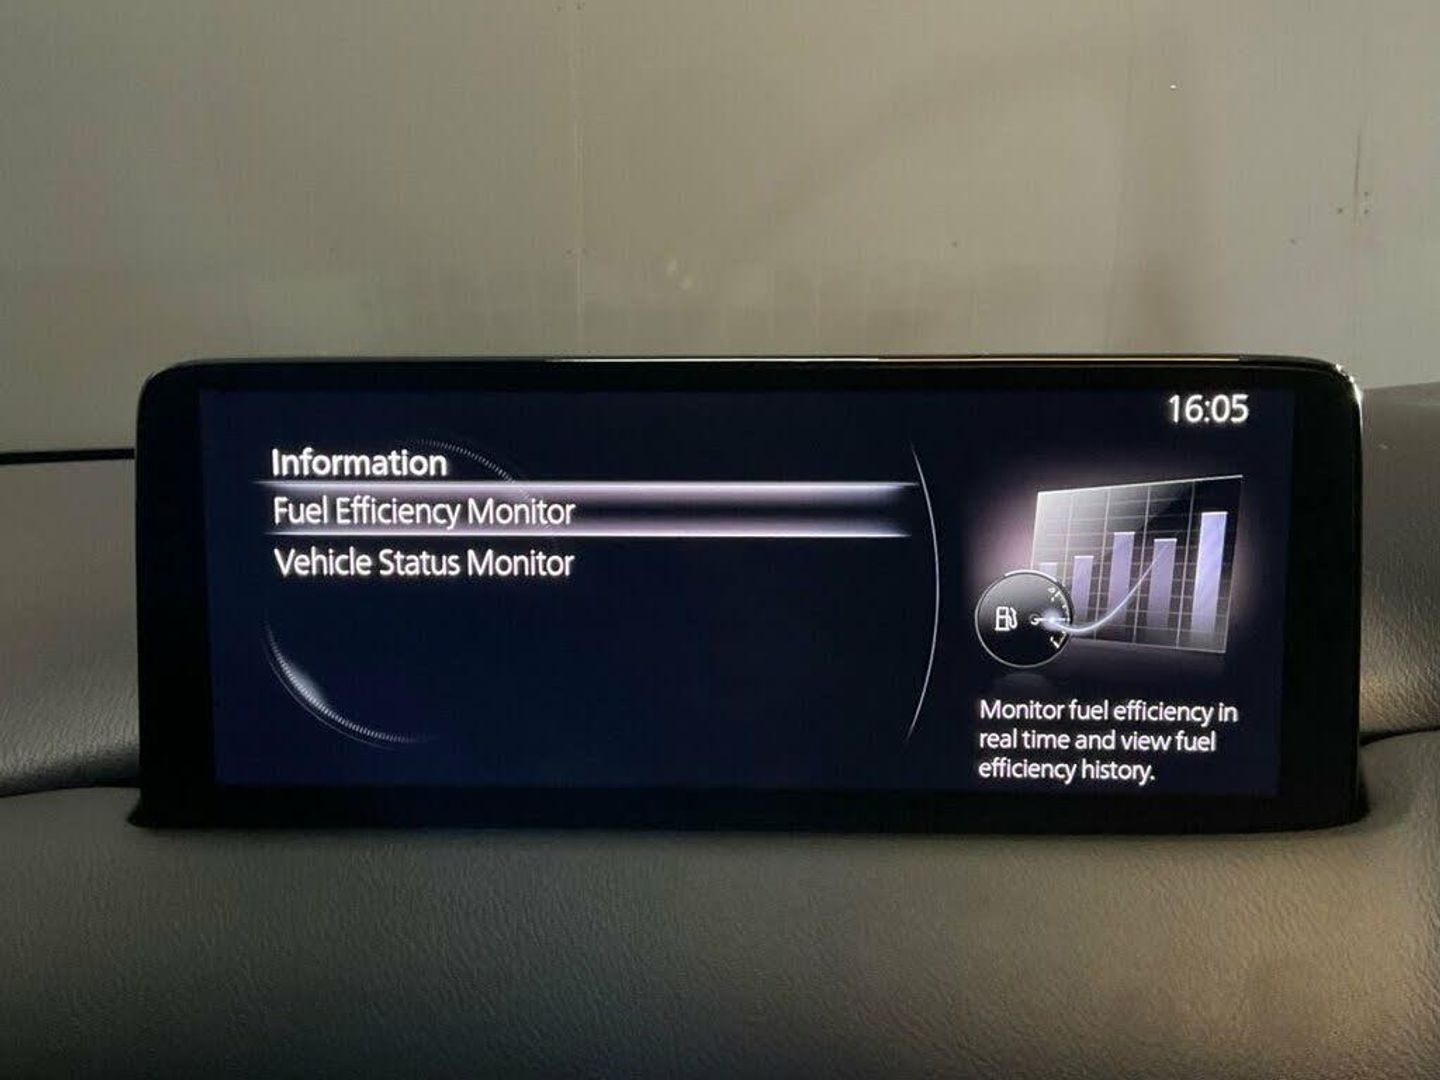 16:05
Information
Fuel Efficiency Monitor
Vehicle Status Monitor
Monitor fuel efficiency in
real time and view fuel
efficiency history.